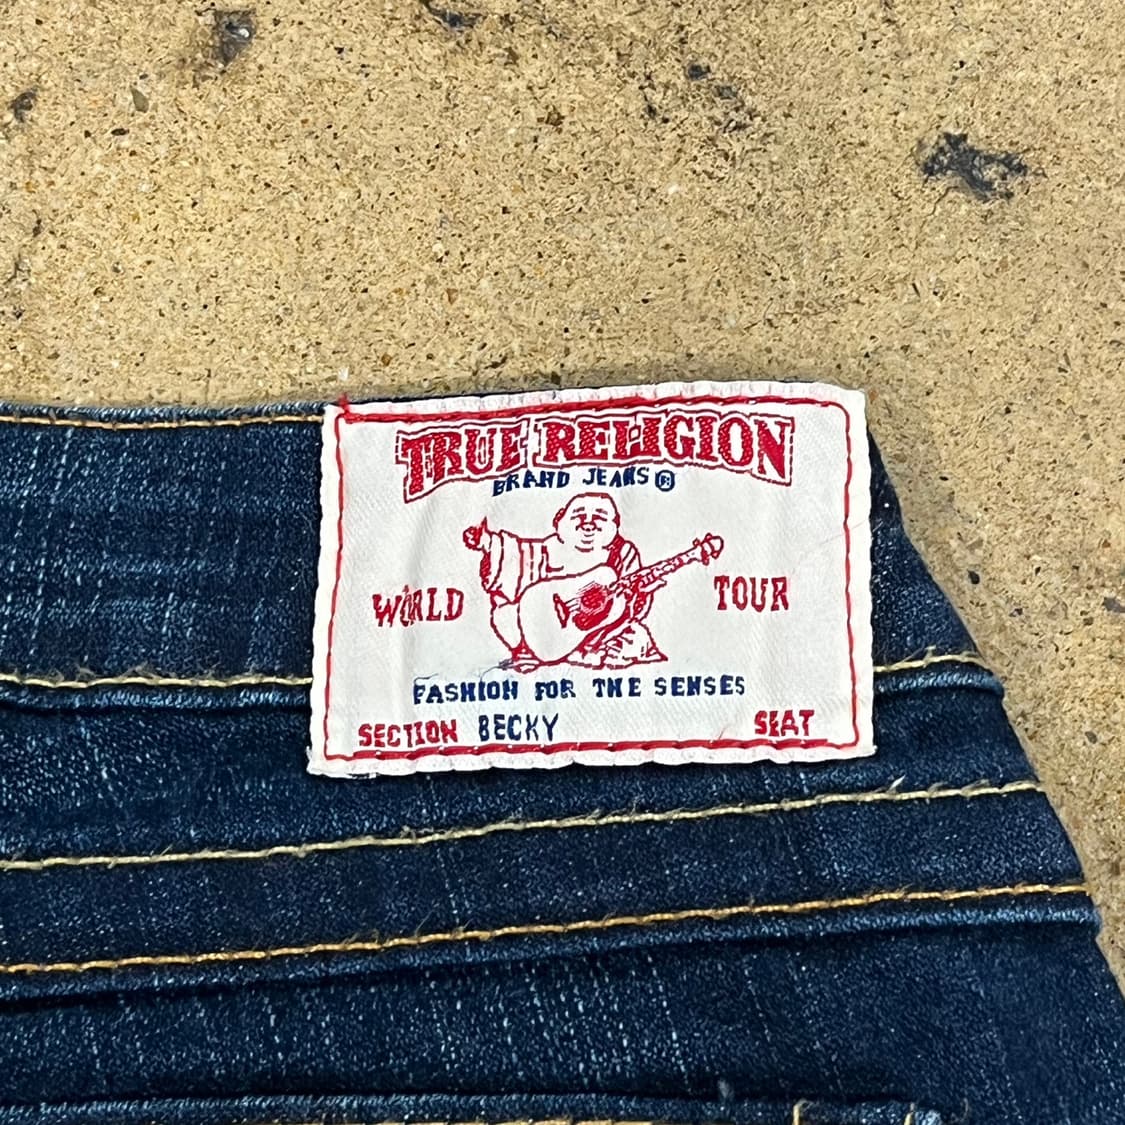 TRUE RELIGION
BRAND JEANS®
WORLD TOUR
FASHION FOR THE SENSES
SECTION BECKY SEAT